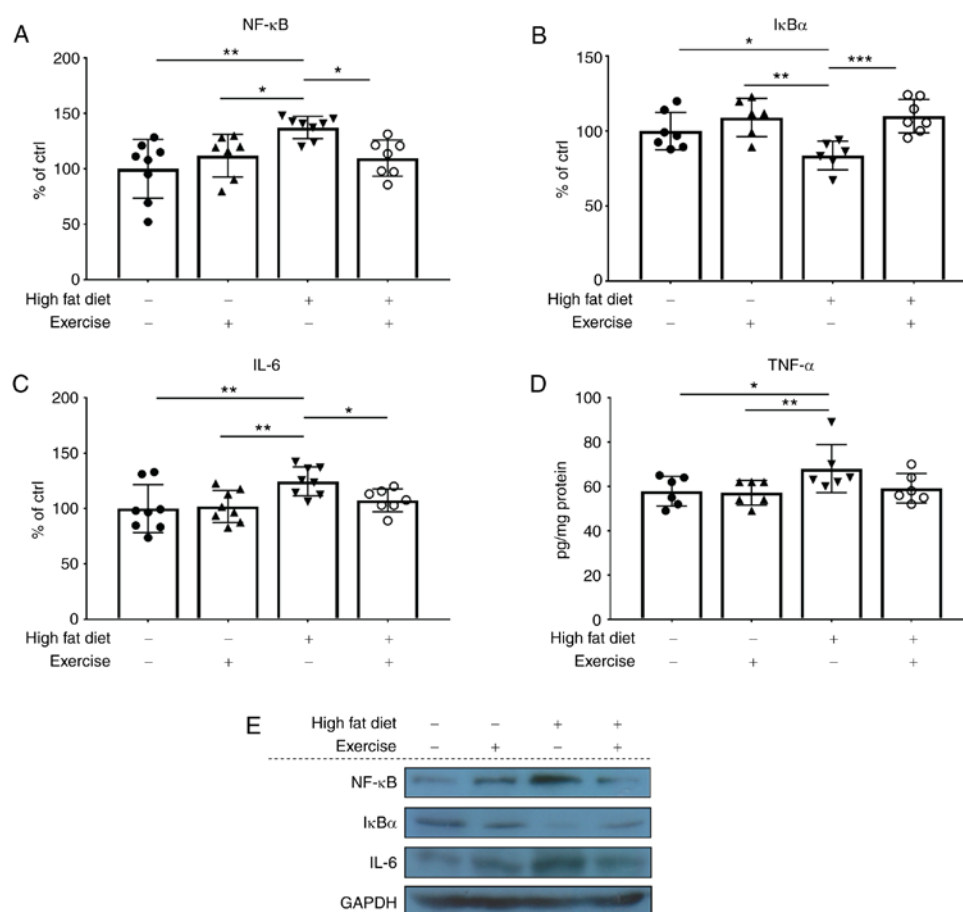 A
NF-κB
**
*
*
% of ctrl
200
150
100
50
0
High fat diet – – + +
Exercise – + – +
B
IκBα
*
**
***
% of ctrl
150
100
50
0
High fat diet – – + +
Exercise – + – +
C
IL-6
**
**
*
% of ctrl
200
150
100
50
0
High fat diet – – + +
Exercise – + – +
D
TNF-α
*
**
pg/mg protein
100
80
60
40
20
0
High fat diet – – + +
Exercise – + – +
E
High fat diet – – + +
Exercise – + – +
NF-κB
IκBα
IL-6
GAPDH